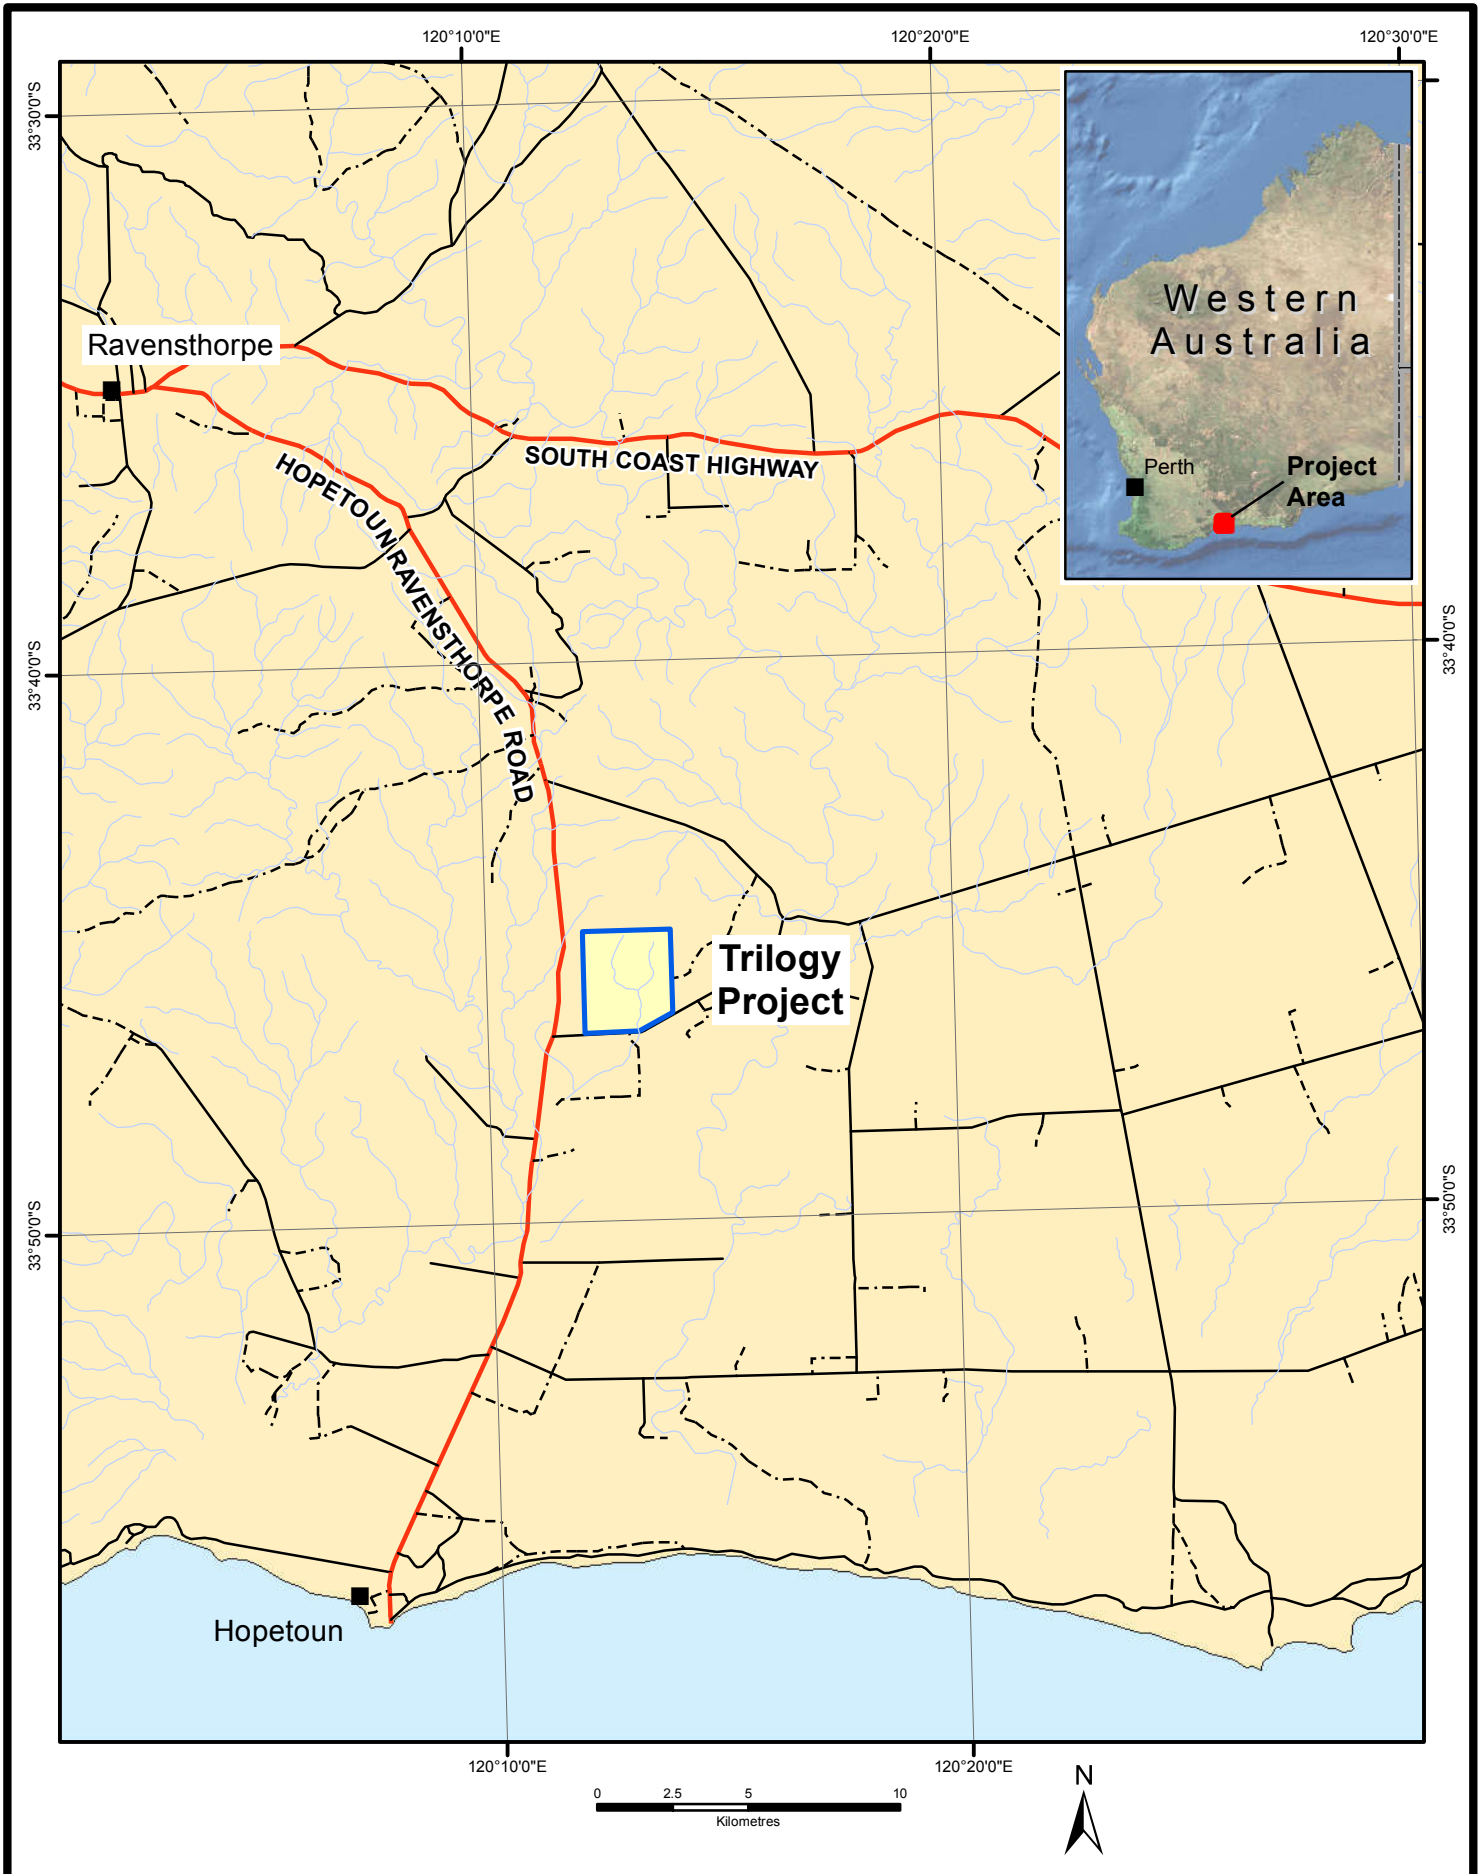 120°10'0"E
120°20'0"E
120°30'0"E
33°30'0"S
Western
Australia
Perth
Project
Area
Ravensthorpe
SOUTH COAST HIGHWAY
HOPETOUN RAVENSTHORPE ROAD
33°40'0"S
33°40'0"S
Trilogy
Project
33°50'0"S
33°50'0"S
Hopetoun
120°10'0"E
120°20'0"E
0
2.5
5
10
Kilometres
N